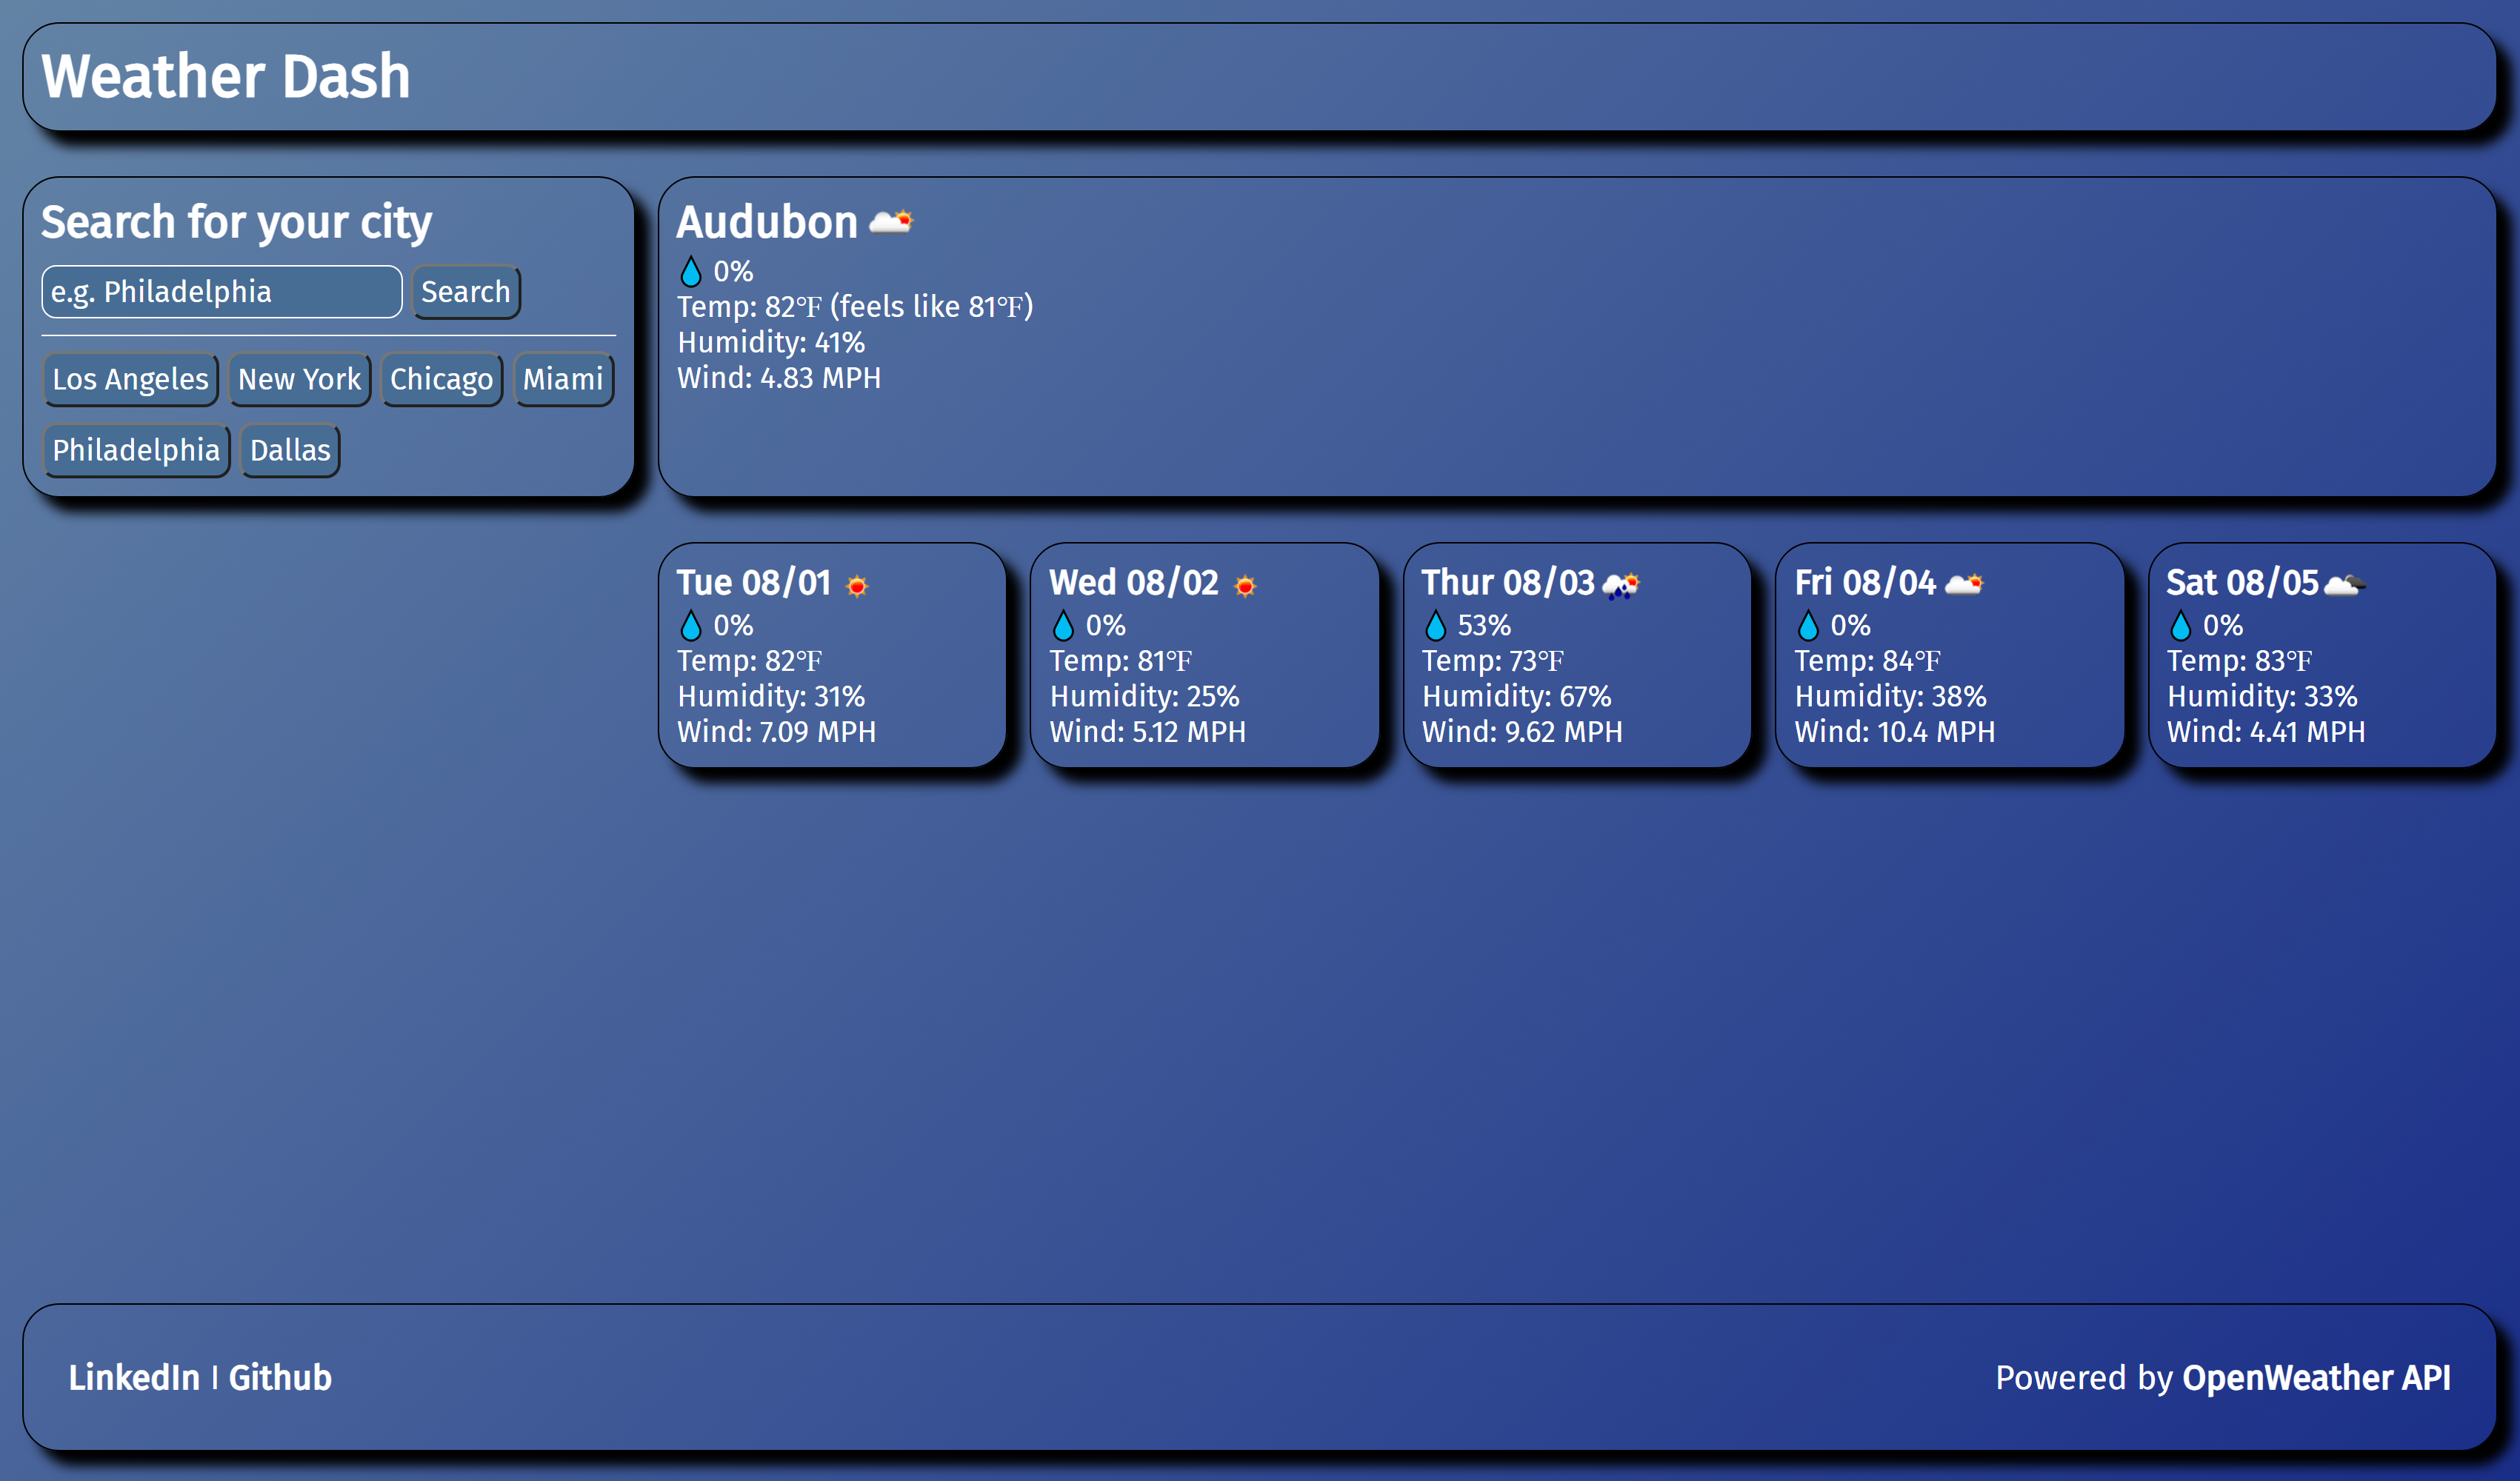 Weather Dash
Search for your city
e.g. Philadelphia Search
Los Angeles New York Chicago Miami
Philadelphia Dallas
Audubon
0%
Temp: 82°F (feels like 81°F)
Humidity: 41%
Wind: 4.83 MPH
Tue 08/01
0%
Temp: 82°F
Humidity: 31%
Wind: 7.09 MPH
Wed 08/02
0%
Temp: 81°F
Humidity: 25%
Wind: 5.12 MPH
Thur 08/03
53%
Temp: 73°F
Humidity: 67%
Wind: 9.62 MPH
Fri 08/04
0%
Temp: 84°F
Humidity: 38%
Wind: 10.4 MPH
Sat 08/05
0%
Temp: 83°F
Humidity: 33%
Wind: 4.41 MPH
LinkedIn | Github
Powered by OpenWeather API